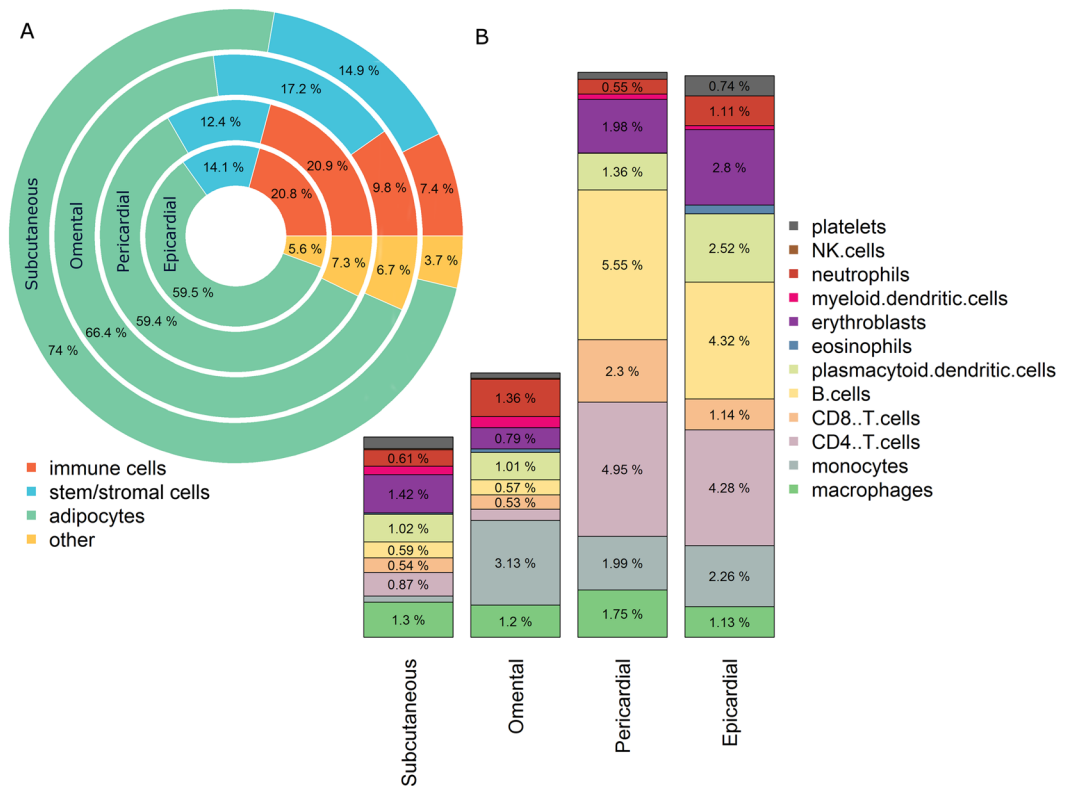 A
B
14.9 %
17.2 %
12.4 %
14.1 %
20.9 %
20.8 %
9.8 %
7.4 %
5.6 %
7.3 %
6.7 %
3.7 %
Subcutaneous
Omental
Pericardial
Epicardial
59.5 %
59.4 %
66.4 %
74 %
immune cells
stem/stromal cells
adipocytes
other
0.61 %
1.42 %
1.02 %
0.59 %
0.54 %
0.87 %
1.3 %
1.36 %
0.79 %
1.01 %
0.57 %
0.53 %
3.13 %
1.2 %
0.55 %
1.98 %
1.36 %
5.55 %
2.3 %
4.95 %
1.99 %
1.75 %
0.74 %
1.11 %
2.8 %
2.52 %
4.32 %
1.14 %
4.28 %
2.26 %
1.13 %
Subcutaneous
Omental
Pericardial
Epicardial
platelets
NK.cells
neutrophils
myeloid.dendritic.cells
erythroblasts
eosinophils
plasmacytoid.dendritic.cells
B.cells
CD8..T.cells
CD4..T.cells
monocytes
macrophages